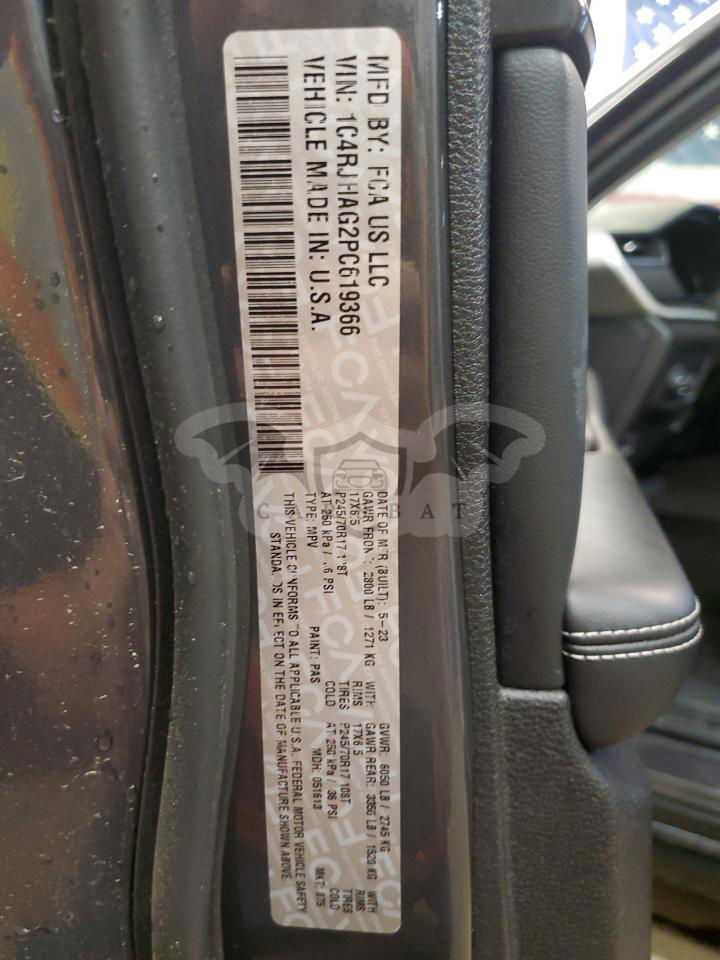 MFD BY: FCA US LLC
VIN: 1C4RJHAG2PC619366
VEHICLE MADE IN: U.S.A.
DATE OF MFR (BUILT): 5-23 GVWR: 6050 LB / 2745 KG
GAWR FRONT: 2800 LB / 1271 KG WITH GAWR REAR: 3350 LB / 1520 KG WITH
17X6.5 RIMS 17X6.5 RIMS
P245/70R17 108T TIRES P245/70R17 108T TIRES
AT 250 kPa / 36 PSI COLD AT 250 kPa / 36 PSI COLD
TYPE: MPV PAINT: PAS MDH: 051613 MKT: 875
THIS VEHICLE CONFORMS TO ALL APPLICABLE U.S.A. FEDERAL MOTOR VEHICLE SAFETY
STANDARDS IN EFFECT ON THE DATE OF MANUFACTURE SHOWN ABOVE.